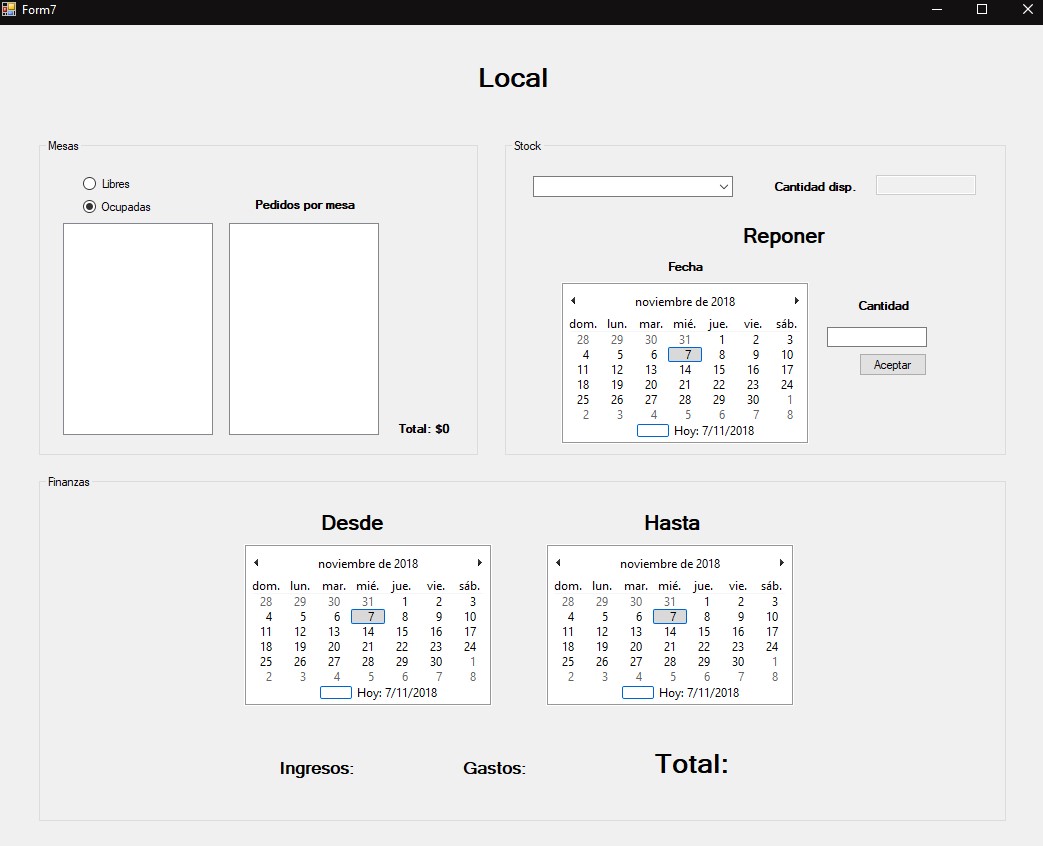 Form7
Local
Mesas
Libres
Ocupadas
Pedidos por mesa
Total: $0
Stock
Cantidad disp.
Reponer
Fecha
noviembre de 2018
dom. lun. mar. mié. jue. vie. sáb.
28 29 30 31 1 2 3
4 5 6 7 8 9 10
11 12 13 14 15 16 17
18 19 20 21 22 23 24
25 26 27 28 29 30 1
2 3 4 5 6 7 8
Hoy: 7/11/2018
Cantidad
Aceptar
Finanzas
Desde
noviembre de 2018
dom. lun. mar. mié. jue. vie. sáb.
28 29 30 31 1 2 3
4 5 6 7 8 9 10
11 12 13 14 15 16 17
18 19 20 21 22 23 24
25 26 27 28 29 30 1
2 3 4 5 6 7 8
Hoy: 7/11/2018
Hasta
noviembre de 2018
dom. lun. mar. mié. jue. vie. sáb.
28 29 30 31 1 2 3
4 5 6 7 8 9 10
11 12 13 14 15 16 17
18 19 20 21 22 23 24
25 26 27 28 29 30 1
2 3 4 5 6 7 8
Hoy: 7/11/2018
Ingresos:
Gastos:
Total: